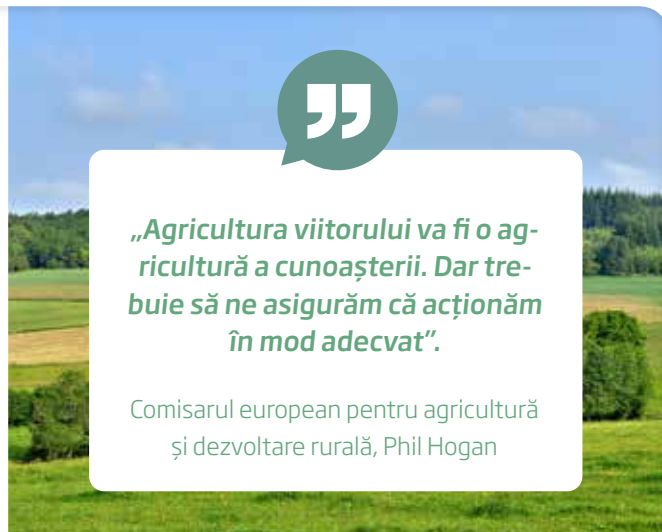 „Agricultura viitorului va fi o ag-
ricultură a cunoașterii. Dar tre-
buie să ne asigurăm că acționăm
în mod adecvat”.
Comisarul european pentru agricultură
și dezvoltare rurală, Phil Hogan